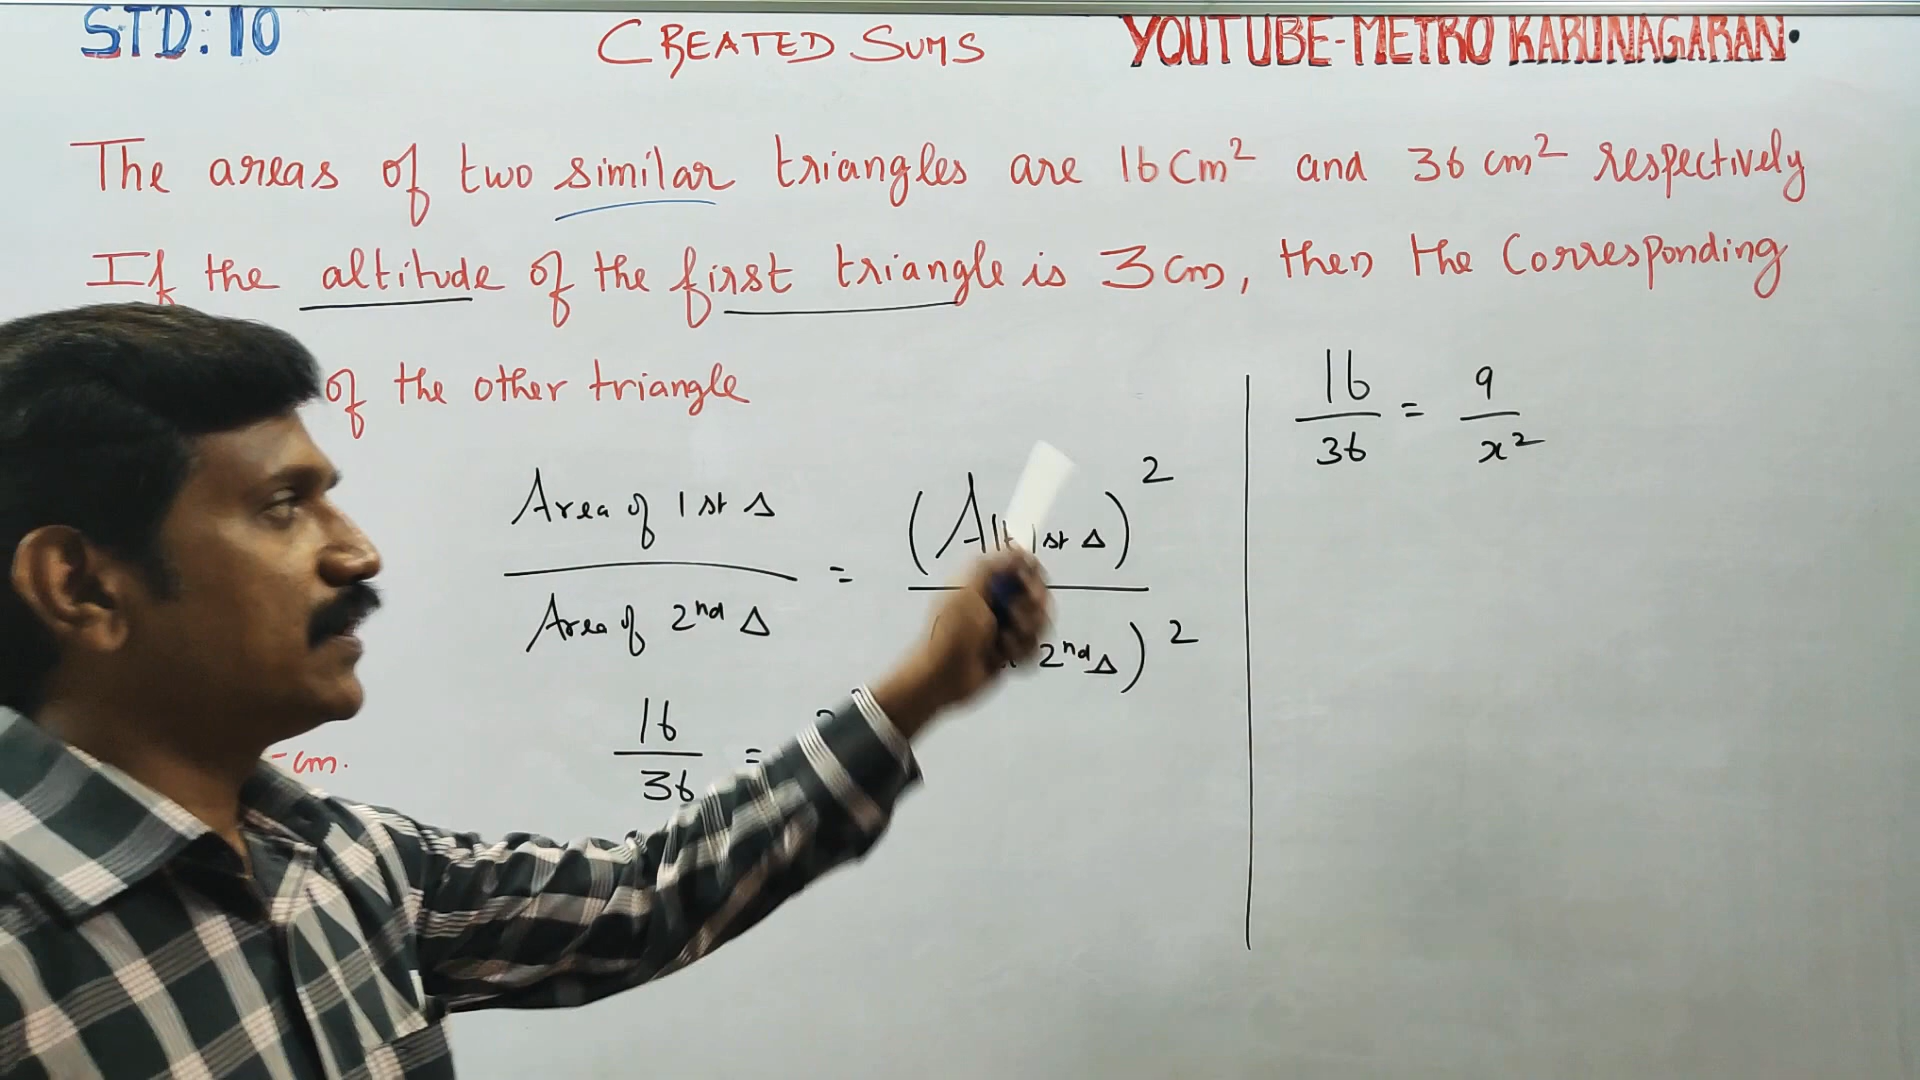 STD: 10
CREATED SUMS
YOUTUBE-METRO KARUNAGARAN.
The areas of two similar triangles are 16 Cm² and 36 cm² respectively
If the altitude of the first triangle is 3 cm, then the Corresponding
of the other triangle
Area of 1st Δ / Area of 2nd Δ = (Alt 1st Δ)² / 2nd Δ)²
16/36 =
- cm.
16/36 = 9/x²